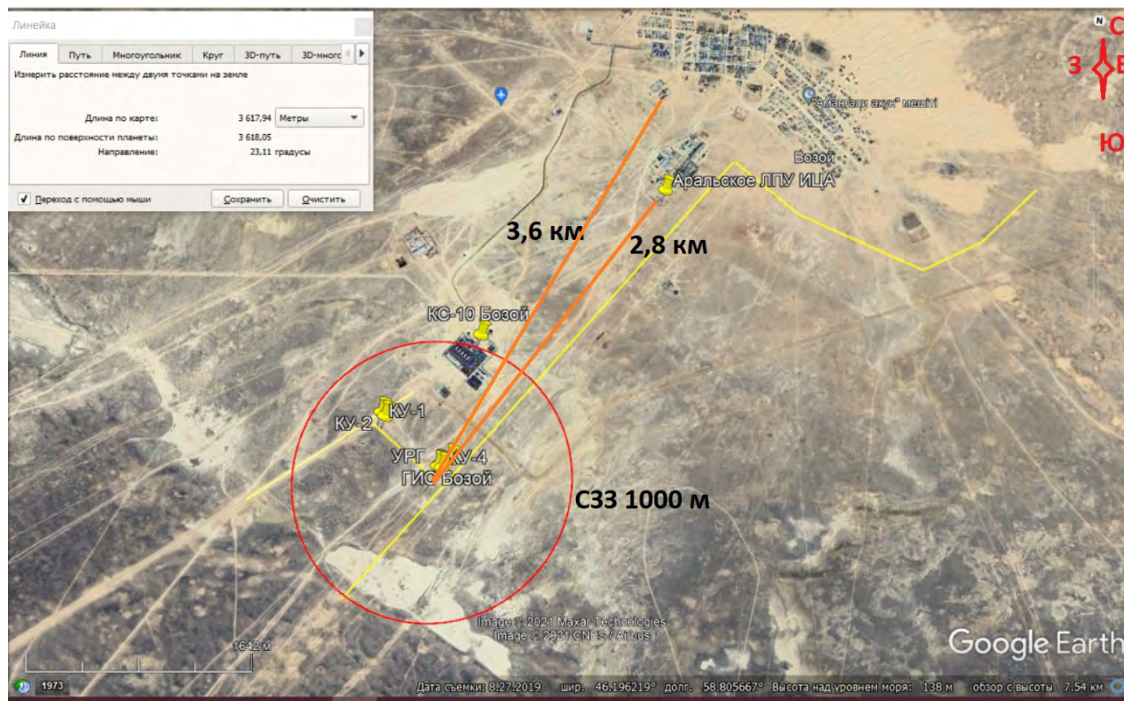 Линейка
Линия Путь Многоугольник Круг 3D-путь 3D-многс
Измерить расстояние между двумя точками на земле
Длина по карте: 3 617,94 Метры
Длина по поверхности планеты: 3 618,05
Направление: 23,11 градусы
Переход с помощью мыши Сохранить Очистить
N
С
З В
Ю
"Аманғали ахун" мешіті
Бозой
Аральское ЛПУ ИЦА
3,6 км
2,8 км
КС-10 Бозой
КУ-1
КУ-2
УРГ КУ-4
ГИС Бозой
СЗЗ 1000 м
Image © 2021 Maxar Technologies
Image © 2021 CNES / Airbus
1642 м
Google Earth
1973
Дата съемки: 8.27.2019 шир. 46.196219° долг. 58.805667° Высота над уровнем моря: 138 м обзор с высоты 7.54 км